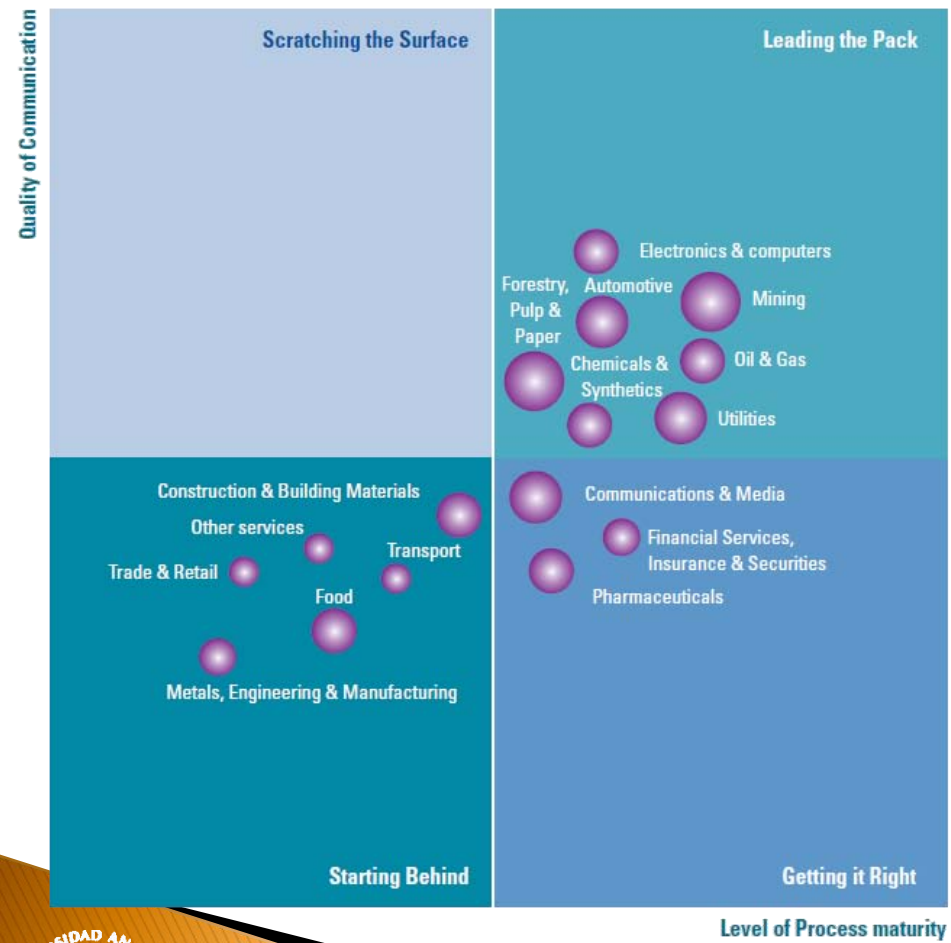 Quality of Communication
Scratching the Surface
Leading the Pack
Electronics & computers
Forestry,
Pulp &
Paper
Automotive
Mining
Chemicals &
Synthetics
Oil & Gas
Utilities
Construction & Building Materials
Other services
Transport
Trade & Retail
Food
Metals, Engineering & Manufacturing
Communications & Media
Financial Services,
Insurance & Securities
Pharmaceuticals
Starting Behind
Getting it Right
Level of Process maturity